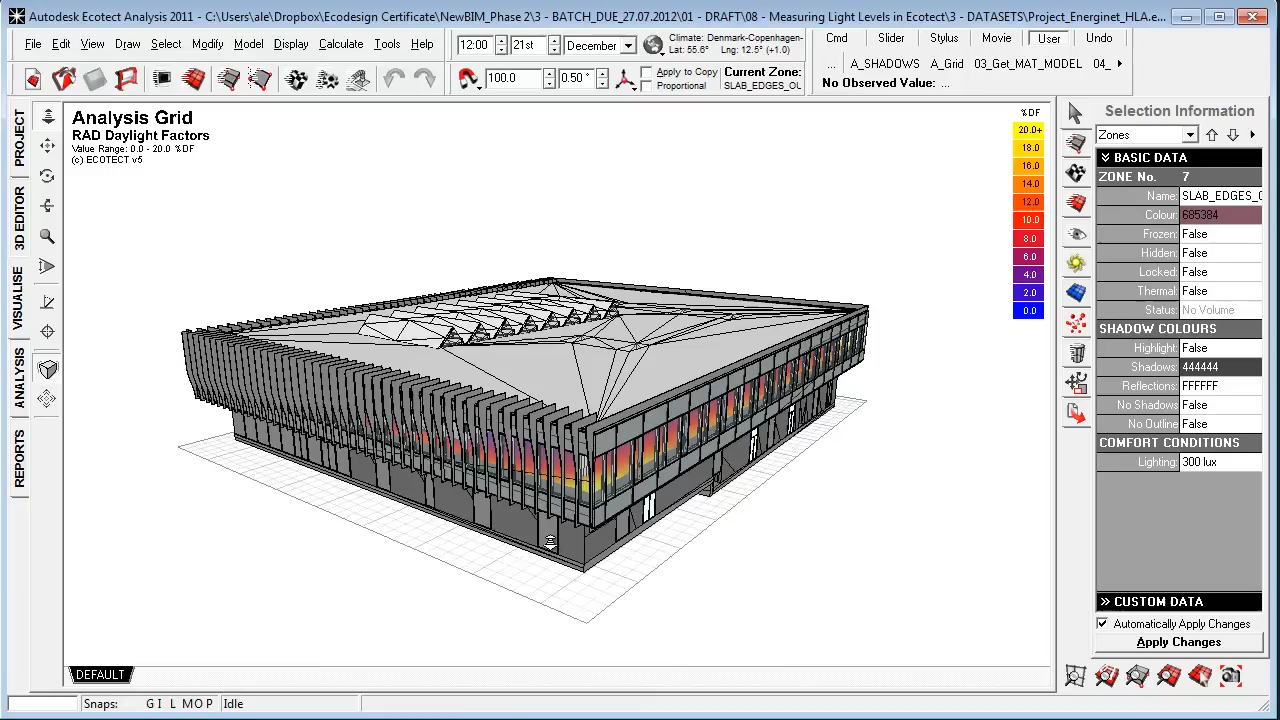 Autodesk Ecotect Analysis 2011 - C:\Users\ale\Dropbox\Ecodesign Certificate\NewBIM_Phase 2\3 - BATCH_DUE_27.07.2012\01 - DRAFT\08 - Measuring Light Levels in Ecotect\3 - DATASETS\Project_Energinet_HLA.e...
File Edit View Draw Select Modify Model Display Calculate Tools Help
12:00 21st December
Climate: Denmark-Copenhagen-
Lat: 55.6° Lng: 12.5° (+1.0)
Cmd Slider Stylus Movie User Undo
... A_SHADOWS A_Grid 03_Get_MAT_MODEL 04_
No Observed Value: ...
100.0 0.50 °
Apply to Copy
Proportional
Current Zone:
SLAB_EDGES_OL
PROJECT
3D EDITOR
VISUALISE
ANALYSIS
REPORTS
Analysis Grid
RAD Daylight Factors
Value Range: 0.0 - 20.0 %DF
(c) ECOTECT v5
%DF
20.0+
18.0
16.0
14.0
12.0
10.0
8.0
6.0
4.0
2.0
0.0
DEFAULT
Selection Information
Zones
BASIC DATA
ZONE No. 7
Name: SLAB_EDGES_
Colour: 685384
Frozen: False
Hidden: False
Locked: False
Thermal: False
Status: No Volume
SHADOW COLOURS
Highlight: False
Shadows: 444444
Reflections: FFFFFF
No Shadows False
No Outline False
COMFORT CONDITIONS
Lighting: 300 lux
CUSTOM DATA
Automatically Apply Changes
Apply Changes
Snaps: G I L M O P Idle